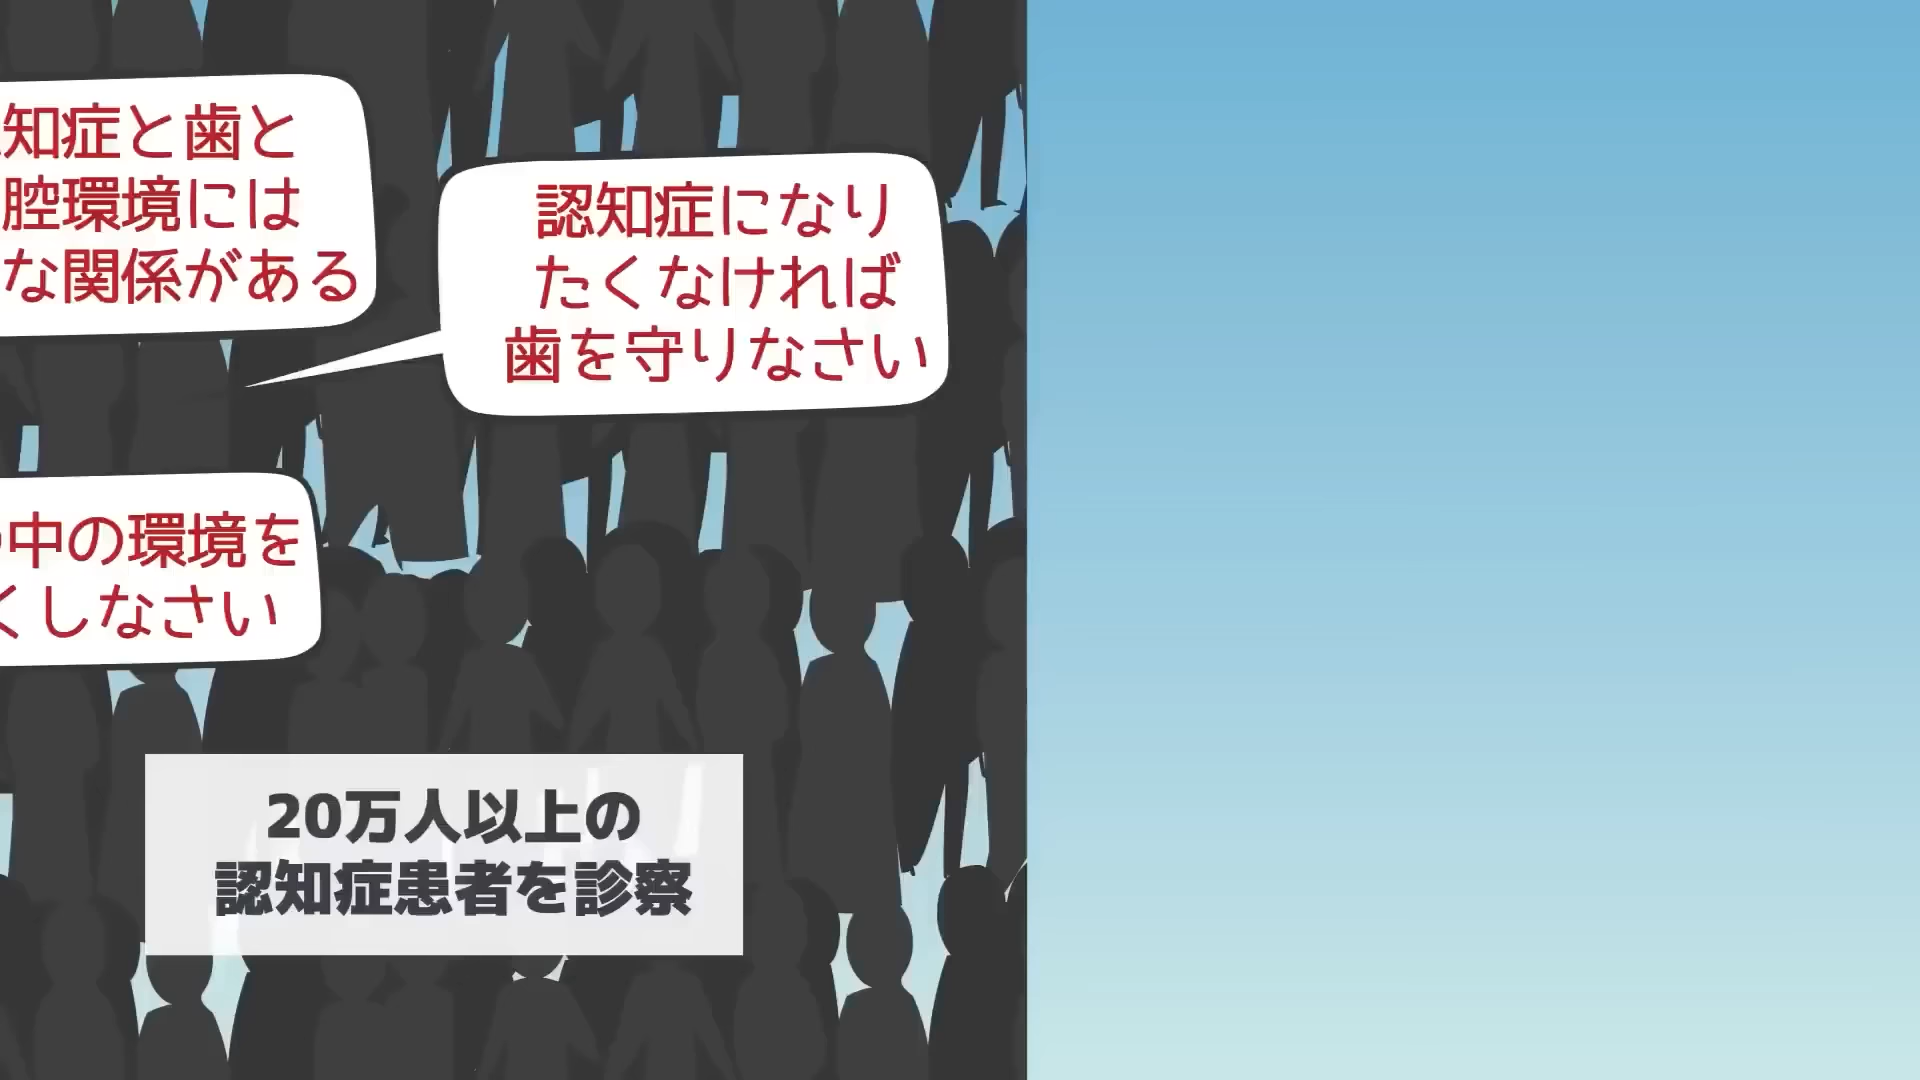 知症と歯と
腔環境には
な関係がある
認知症になり
たくなければ
歯を守りなさい
中の環境を
くしなさい
20万人以上の
認知症患者を診察